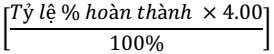 [Tỷ lệ % hoàn thành × 4.00
100%]